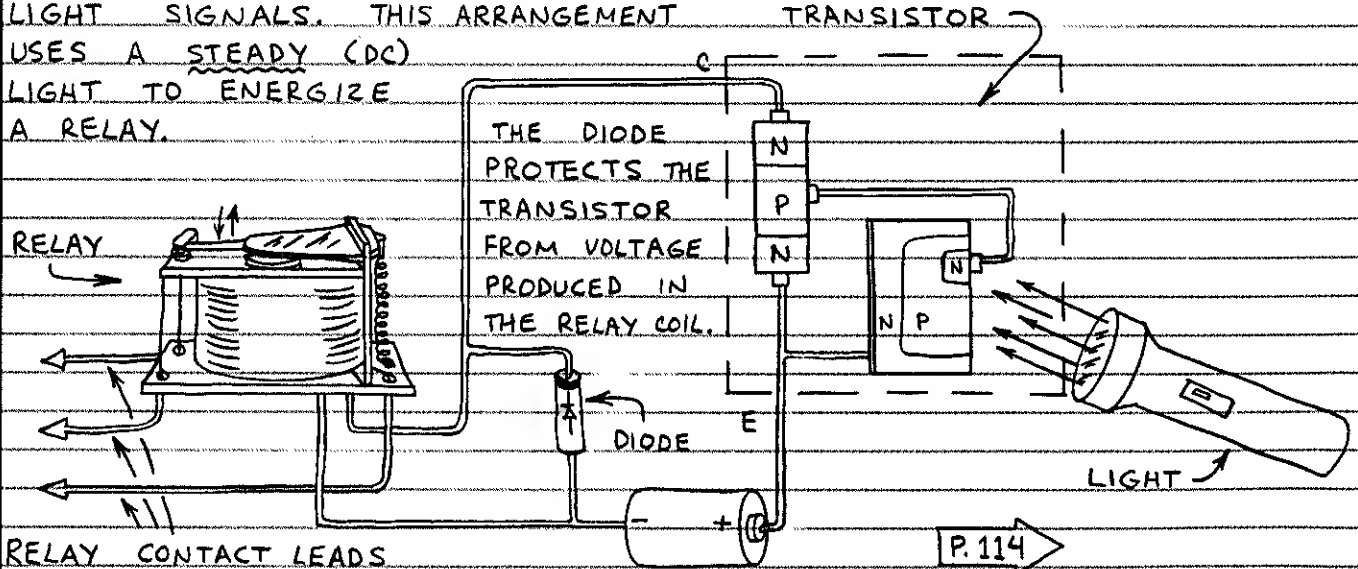 LIGHT SIGNALS. THIS ARRANGEMENT
USES A STEADY (DC)
LIGHT TO ENERGIZE
A RELAY.
TRANSISTOR
C
THE DIODE
PROTECTS THE
TRANSISTOR
FROM VOLTAGE
PRODUCED IN
THE RELAY COIL.
N
P
N
N
N P
RELAY
E
DIODE
LIGHT
- +
RELAY CONTACT LEADS
P. 114